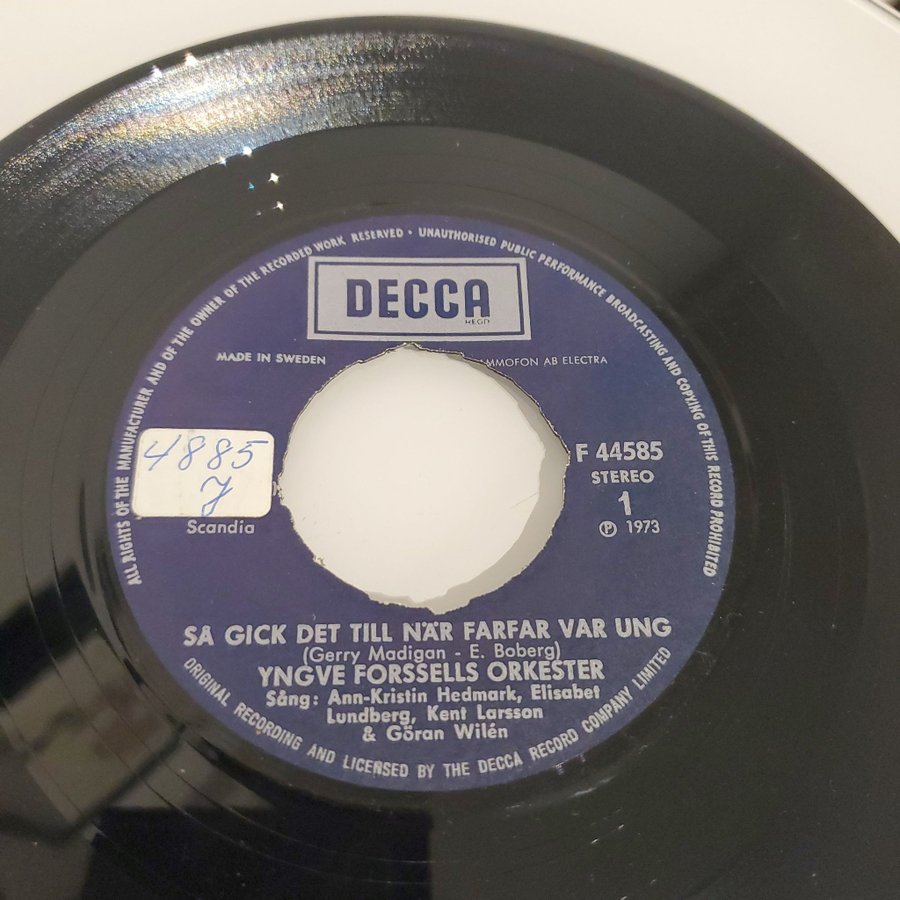 ALL RIGHTS OF THE MANUFACTURER AND OF THE OWNER OF THE RECORDED WORK RESERVED • UNAUTHORISED PUBLIC PERFORMANCE BROADCASTING AND COPYING OF THIS RECORD PROHIBITED
DECCA
REGD
MADE IN SWEDEN
MMOFON AB ELECTRA
4885
F 44585
STEREO
1
Scandia
℗ 1973
SÅ GICK DET TILL NÄR FARFAR VAR UNG
(Gerry Madigan - E. Boberg)
YNGVE FORSSELLS ORKESTER
Sång: Ann-Kristin Hedmark, Elisabet
Lundberg, Kent Larsson
& Göran Wilén
ORIGINAL RECORDING AND LICENSED BY THE DECCA RECORD COMPANY LIMITED